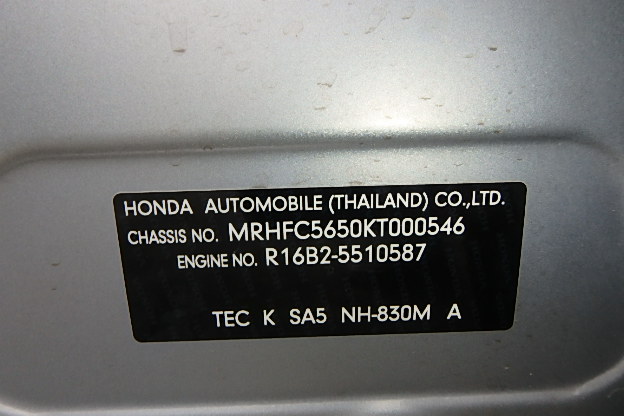 HONDA AUTOMOBILE (THAILAND) CO.,LTD.
CHASSIS NO. MRHFC5650KT000546
ENGINE NO. R16B2-5510587
TEC K SA5 NH-830M A